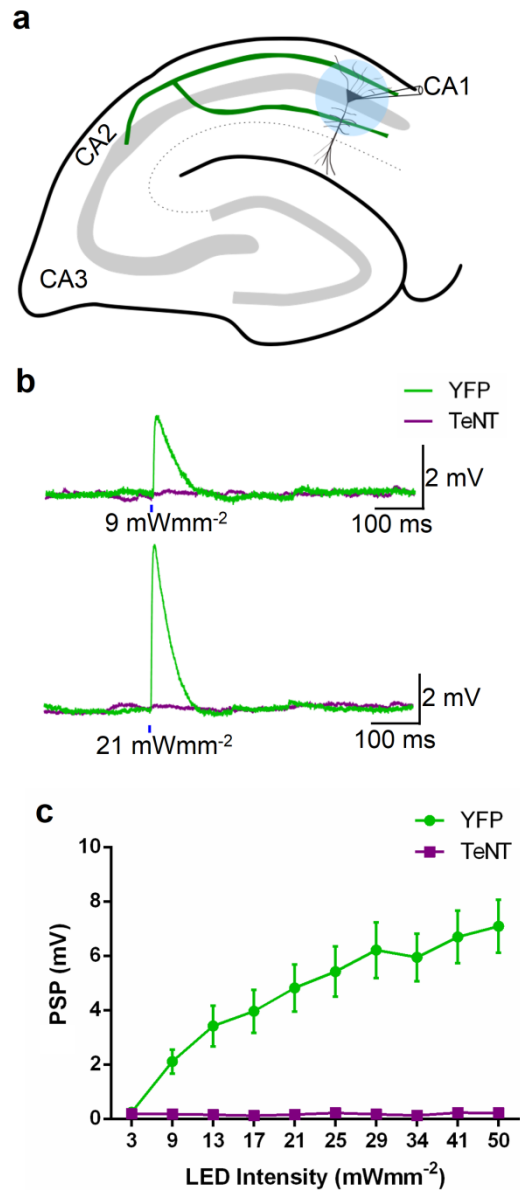 a
CA1
CA2
CA3
b
YFP
TeNT
2 mV
9 mWmm-2
100 ms
2 mV
21 mWmm-2
100 ms
c
YFP
TeNT
10
8
6
4
2
0
PSP (mV)
3 9 13 17 21 25 29 34 41 50
LED Intensity (mWmm-2)